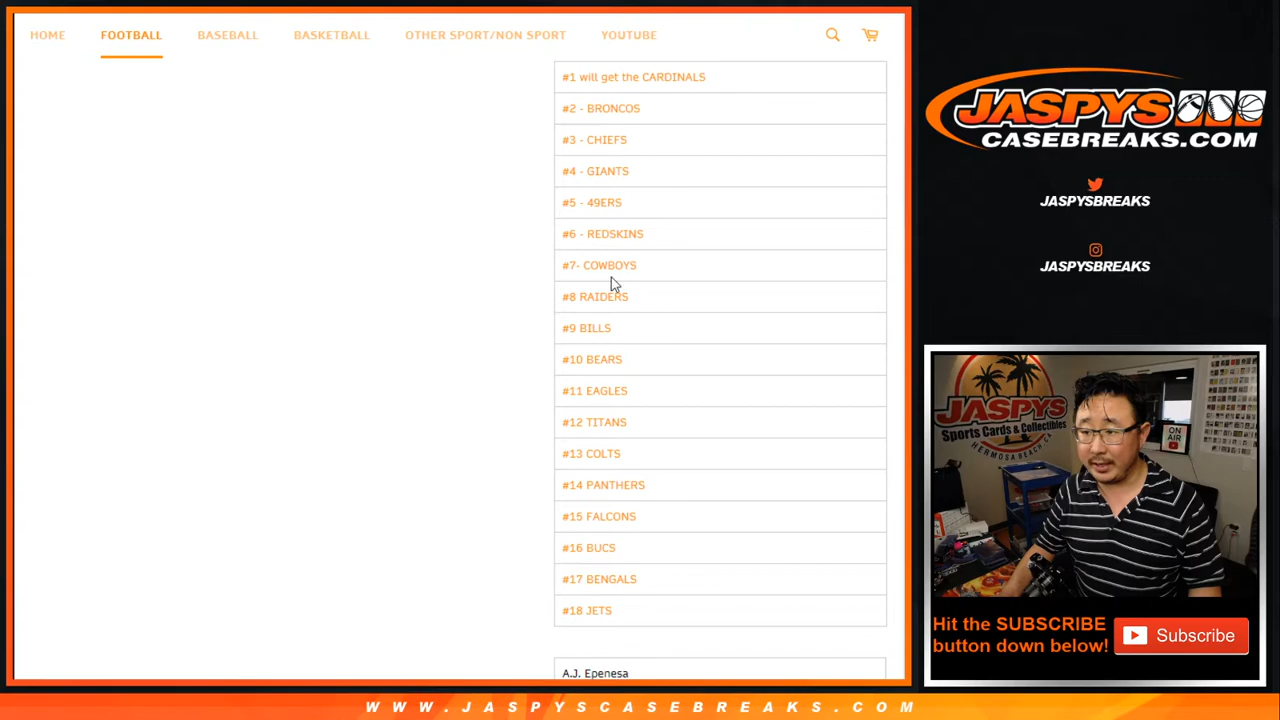 HOME FOOTBALL BASEBALL BASKETBALL OTHER SPORT/NON SPORT YOUTUBE
#1 will get the CARDINALS
#2 - BRONCOS
#3 - CHIEFS
#4 - GIANTS
#5 - 49ERS
#6 - REDSKINS
#7- COWBOYS
#8 RAIDERS
#9 BILLS
#10 BEARS
#11 EAGLES
#12 TITANS
#13 COLTS
#14 PANTHERS
#15 FALCONS
#16 BUCS
#17 BENGALS
#18 JETS
A.J. Epenesa
JASPYS
CASEBREAKS.COM
JASPYSBREAKS
JASPYSBREAKS
JASPYS
Sports Cards & Collectibles
HERMOSA BEACH, CA
ON
AIR
Hit the SUBSCRIBE
button down below!
Subscribe
WWW.JASPYSCASEBREAKS.COM